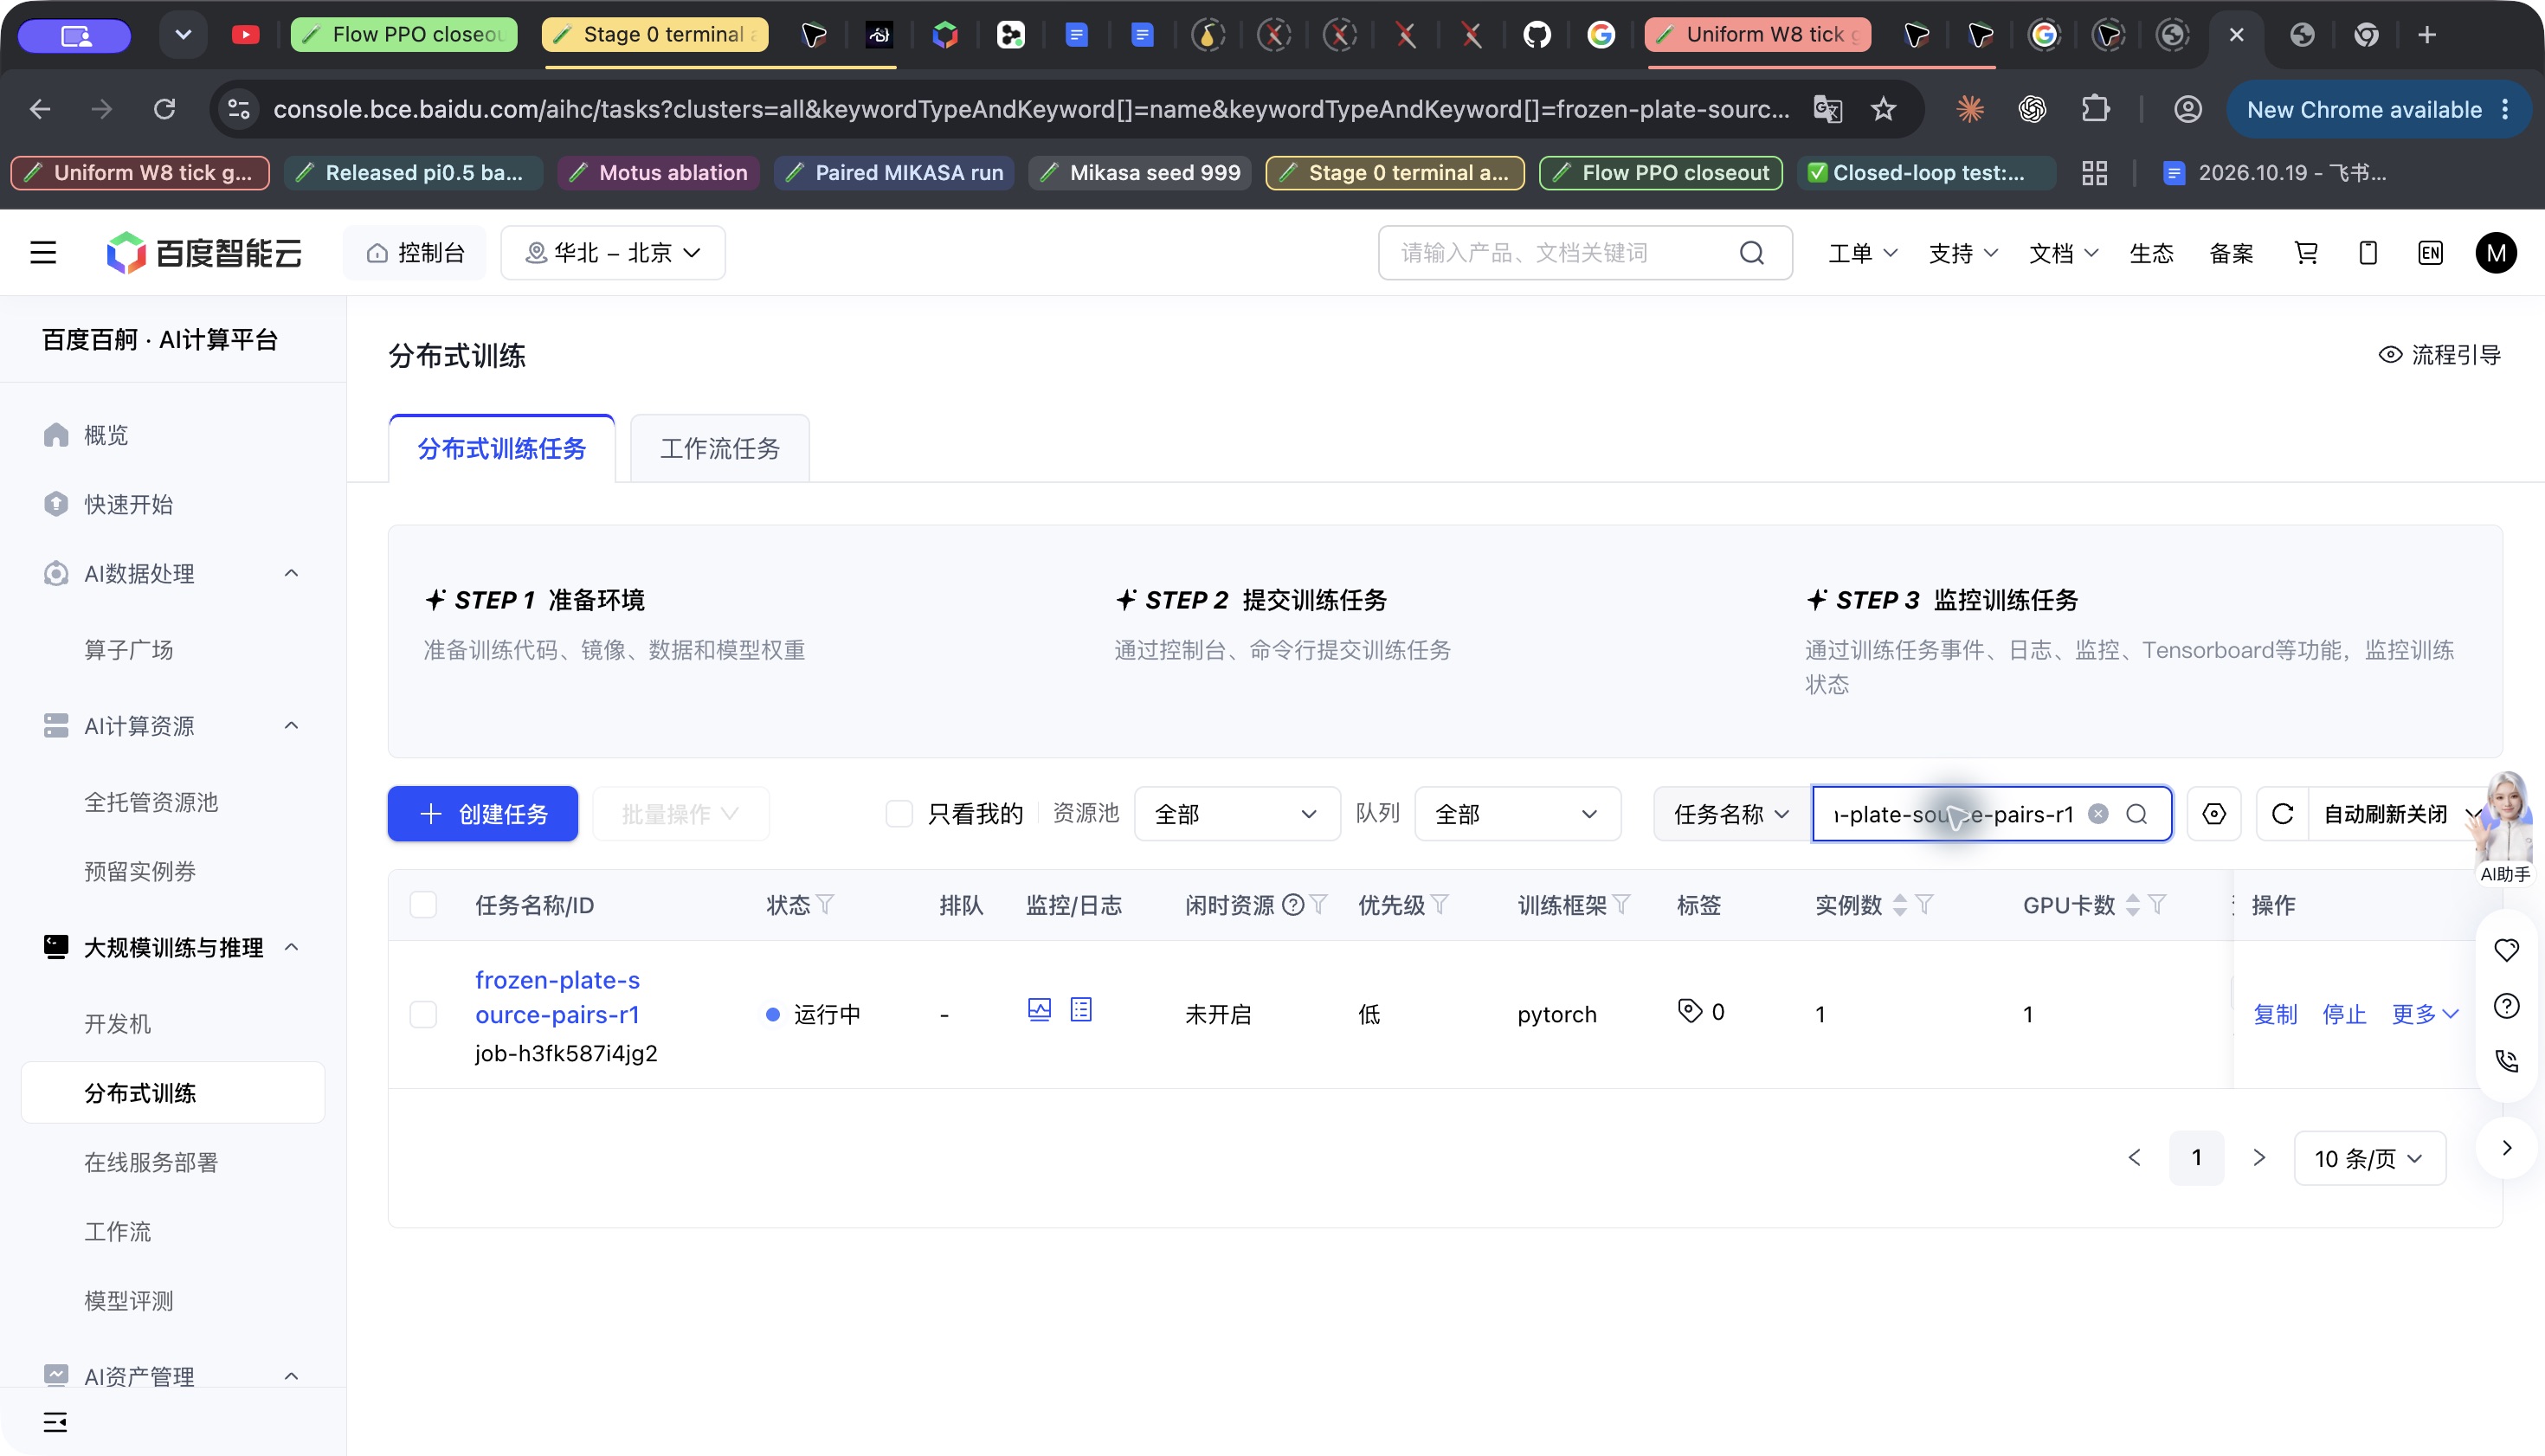 Flow PPO closeou
Stage 0 terminal
Uniform W8 tick
console.bce.baidu.com/aihc/tasks?clusters=all&keywordTypeAndKeyword[]=name&keywordTypeAndKeyword[]=frozen-plate-sourc...
New Chrome available
Uniform W8 tick g...
Released pi0.5 ba...
Motus ablation
Paired MIKASA run
Mikasa seed 999
Stage 0 terminal a...
Flow PPO closeout
Closed-loop test:...
2026.10.19 - 飞书...
百度智能云
控制台
华北 – 北京
请输入产品、文档关键词
工单
支持
文档
生态
备案
EN
M
百度百舸 · AI计算平台
概览
快速开始
AI数据处理
算子广场
AI计算资源
全托管资源池
预留实例券
大规模训练与推理
开发机
分布式训练
在线服务部署
工作流
模型评测
AI资产管理
分布式训练
流程引导
分布式训练任务
工作流任务
STEP 1 准备环境
准备训练代码、镜像、数据和模型权重
STEP 2 提交训练任务
通过控制台、命令行提交训练任务
STEP 3 监控训练任务
通过训练任务事件、日志、监控、Tensorboard等功能，监控训练
状态
创建任务
批量操作
只看我的
资源池
全部
队列
全部
任务名称
-plate-source-pairs-r1
自动刷新关闭
AI助手
任务名称/ID
状态
排队
监控/日志
闲时资源
优先级
训练框架
标签
实例数
GPU卡数
操作
frozen-plate-s
ource-pairs-r1
job-h3fk587i4jg2
运行中
-
未开启
低
pytorch
0
1
1
复制
停止
更多
1
10 条/页